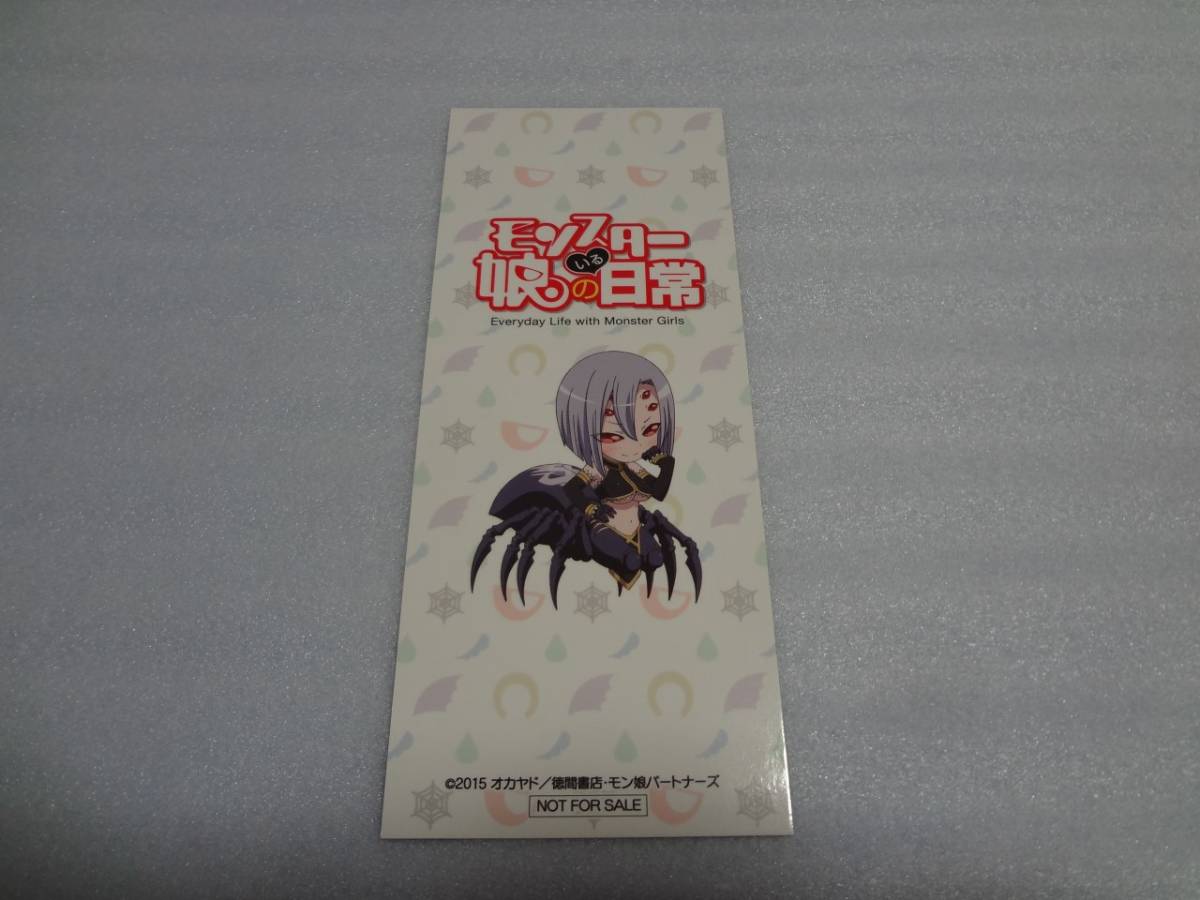 モンスター
娘のいる日常
Everyday Life with Monster Girls
©2015 オカヤド／徳間書店・モン娘パートナーズ
NOT FOR SALE